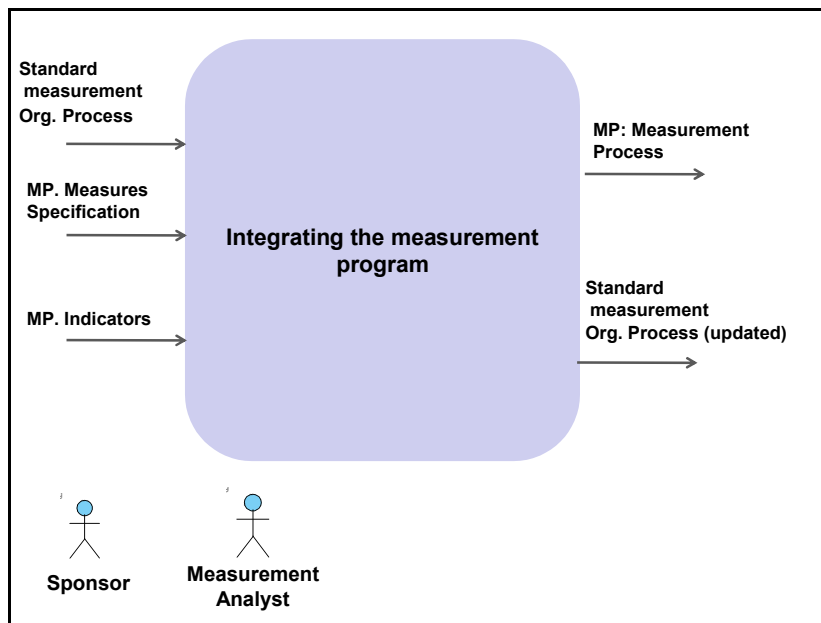 Standard
measurement
Org. Process
MP. Measures
Specification
MP. Indicators
Integrating the measurement
program
MP: Measurement
Process
Standard
measurement
Org. Process (updated)
Sponsor
Measurement
Analyst